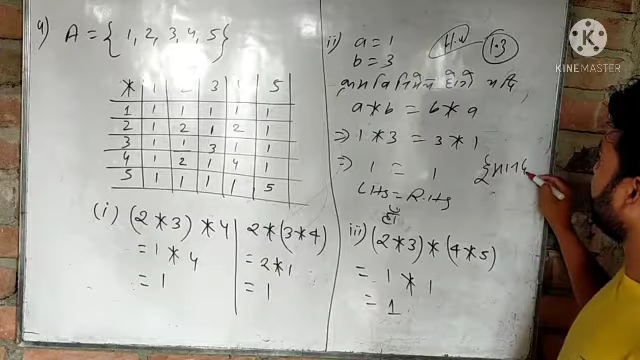 4) A = { 1, 2, 3, 4, 5}
* 1 2 3 5
1 1 1 1 1 1
2 1 2 1 2 1
3 1 1 3 1 1
4 1 2 1 4 1
5 1 1 1 1 5
(i) (2 * 3) * 4
= 1 * 4
= 1
2 * (3 * 4)
= 2 * 1
= 1
ii) a = 1
b = 3
H.W 1.3
क्रम विनिमेय होंगे यदि
a * b = b * a
⇒ 1 * 3 = 3 * 1
⇒ 1 = 1
LHS = R.HS
हाँ
iii) (2 * 3) * (4 * 5)
= 1 * 1
= 1
KINEMASTER